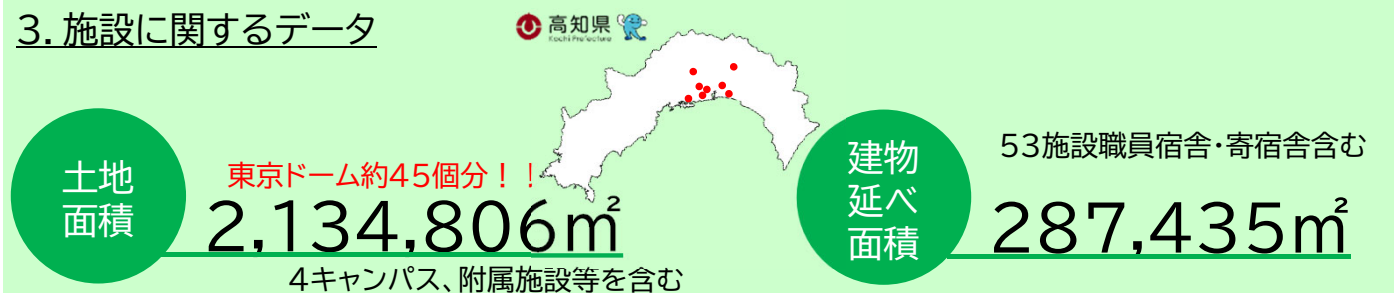 3. 施設に関するデータ
高知県
Kochi Prefecture
土地
面積
東京ドーム約45個分！！
2,134,806㎡
4キャンパス、附属施設等を含む
建物
延べ
面積
53施設職員宿舎・寄宿舎含む
287,435㎡